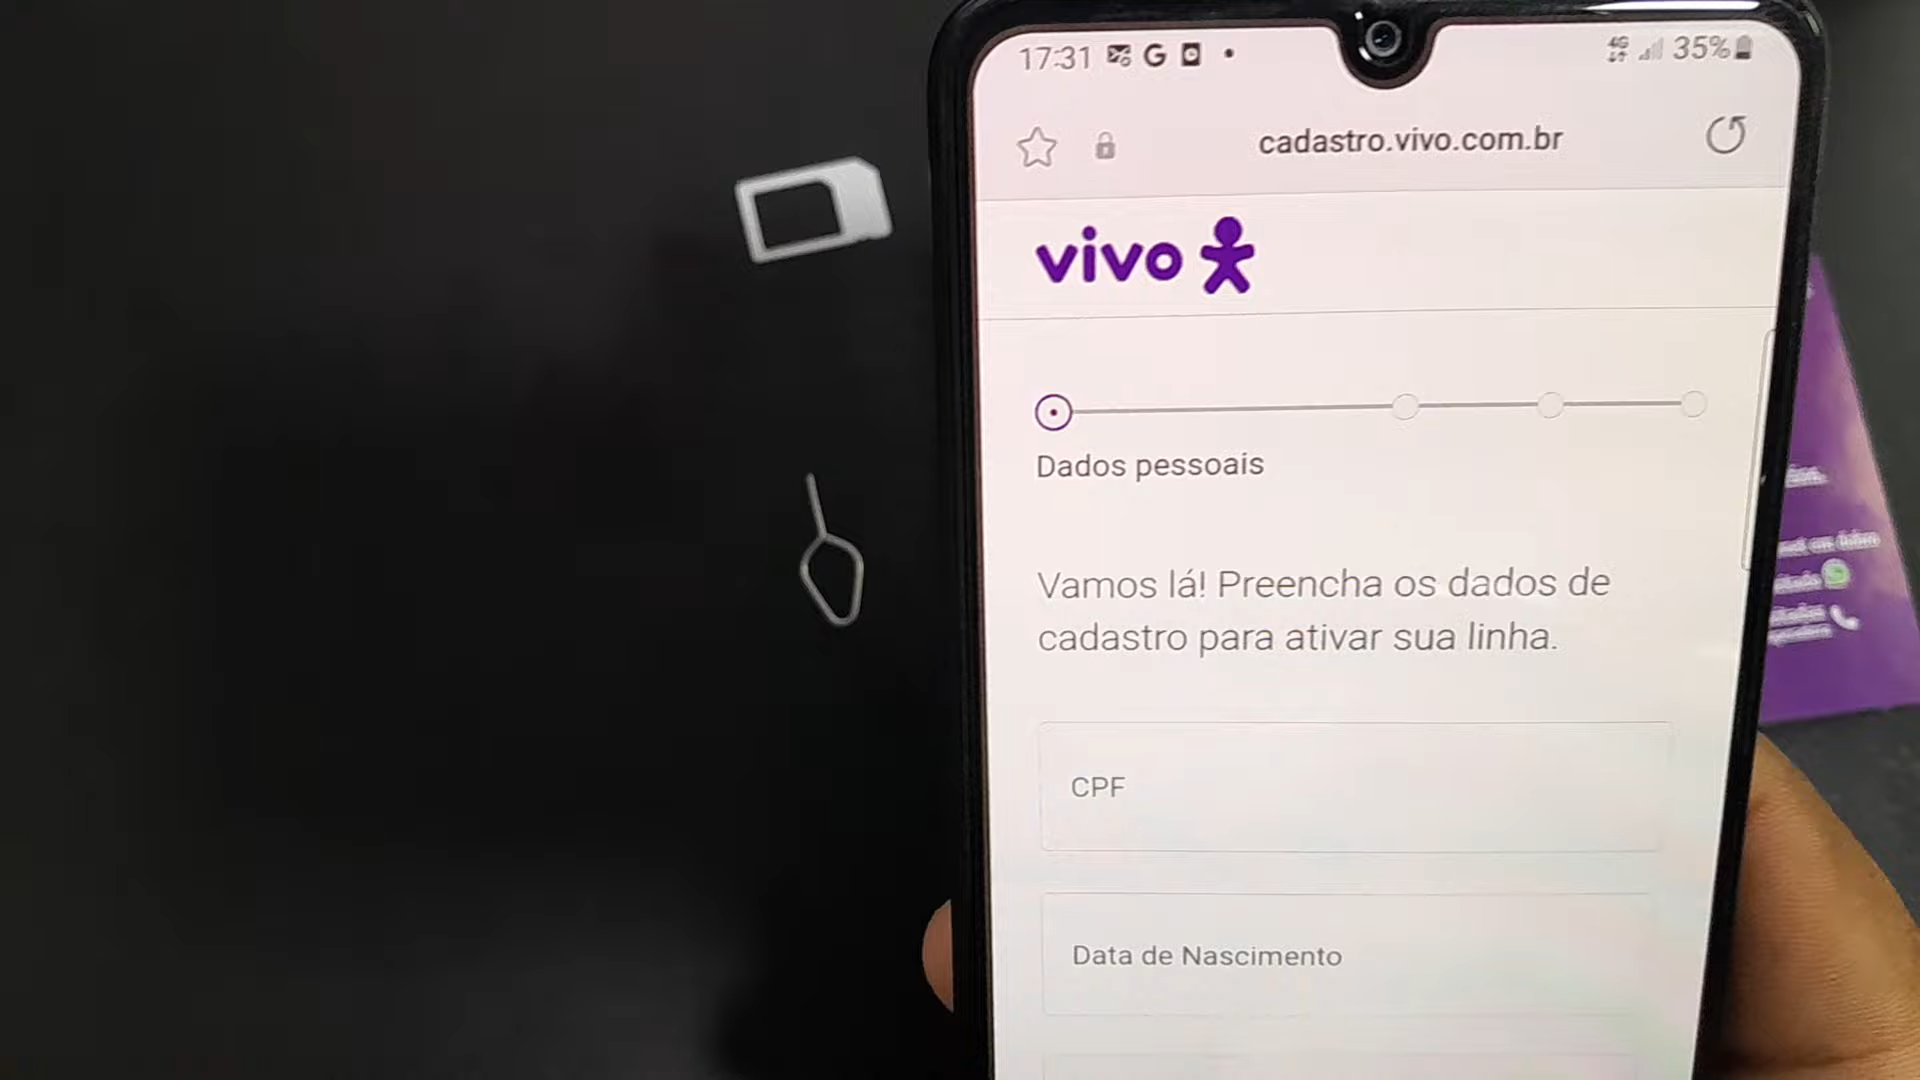 17:31 G 4G 35%
cadastro.vivo.com.br
vivo
Dados pessoais
Vamos lá! Preencha os dados de
cadastro para ativar sua linha.
CPF
Data de Nascimento